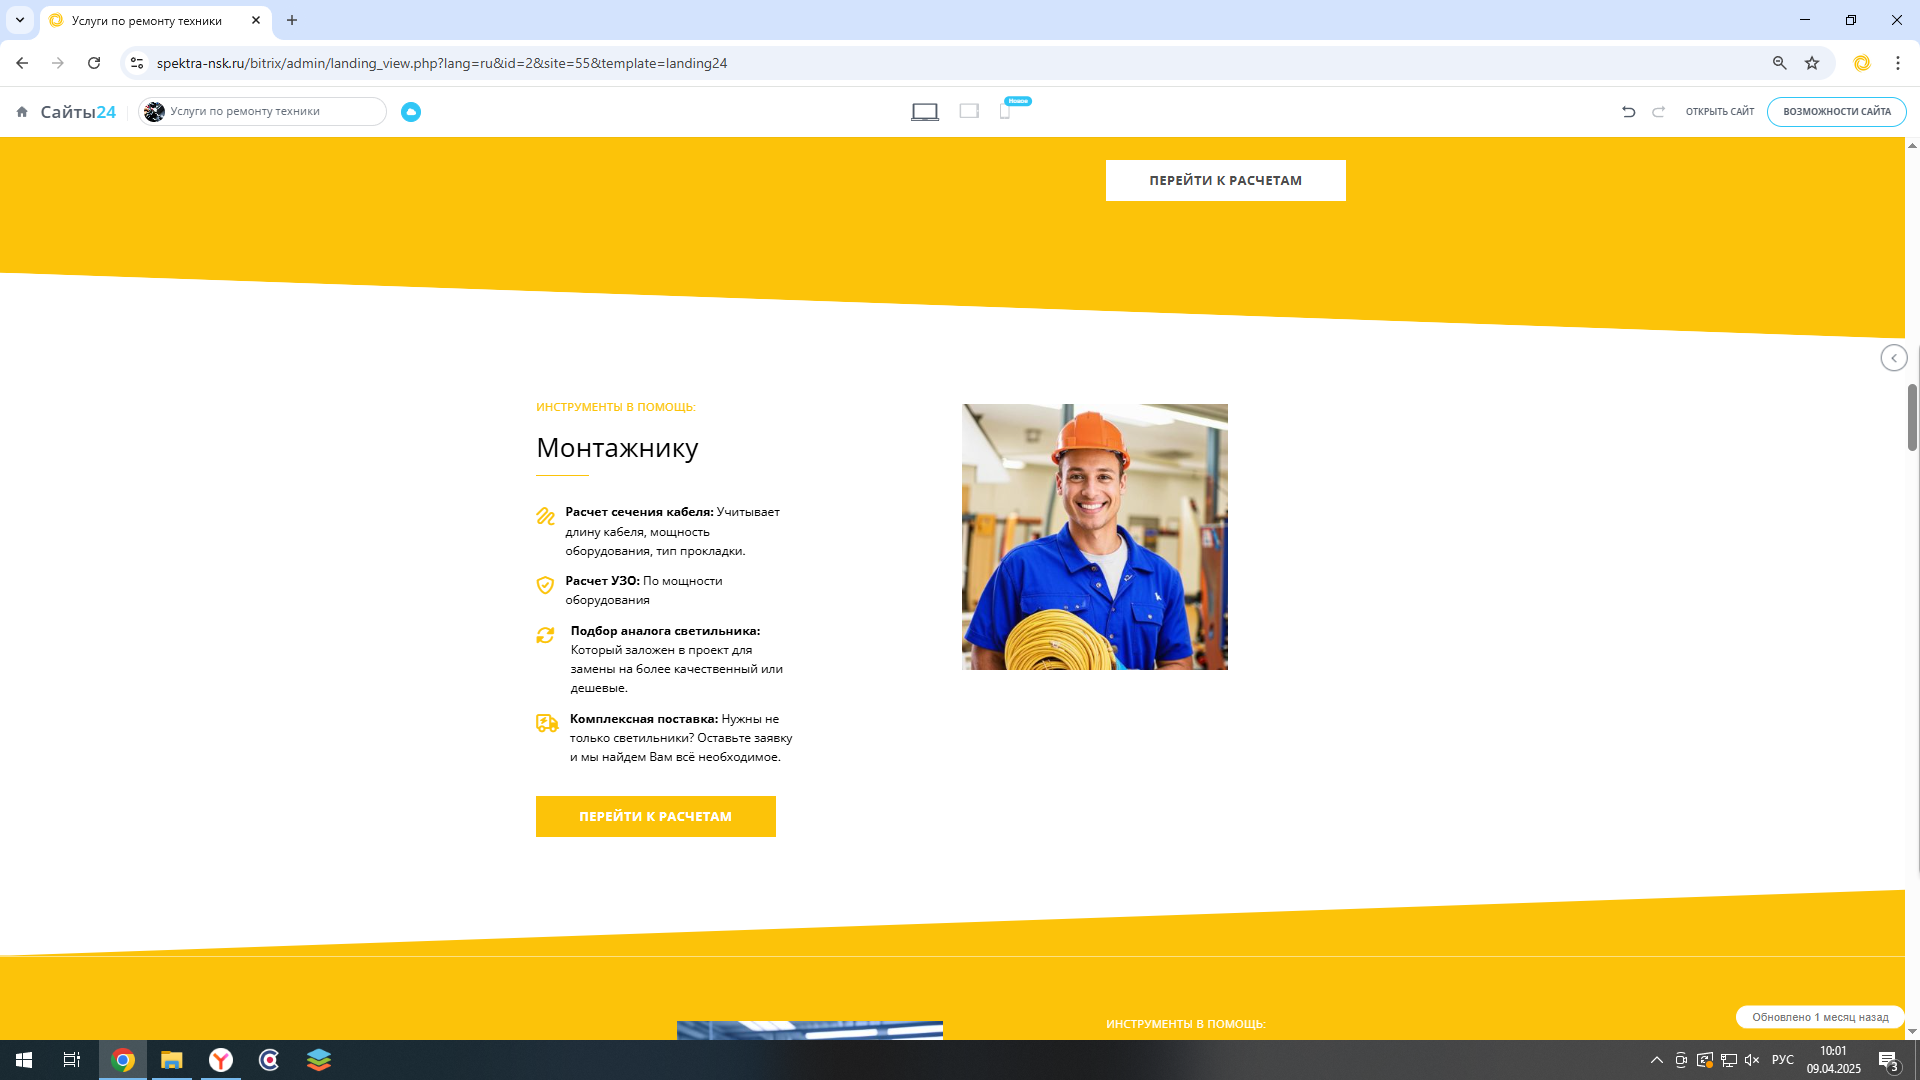 Услуги по ремонту техники
spektra-nsk.ru/bitrix/admin/landing_view.php?lang=ru&id=2&site=55&template=landing24
Сайты24
Услуги по ремонту техники
Новое
ОТКРЫТЬ САЙТ
ВОЗМОЖНОСТИ САЙТА
ПЕРЕЙТИ К РАСЧЕТАМ
ИНСТРУМЕНТЫ В ПОМОЩЬ:
Монтажнику
Расчет сечения кабеля: Учитывает
длину кабеля, мощность
оборудования, тип прокладки.
Расчет УЗО: По мощности
оборудования
Подбор аналога светильника:
Который заложен в проект для
замены на более качественный или
дешевые.
Комплексная поставка: Нужны не
только светильники? Оставьте заявку
и мы найдем Вам всё необходимое.
ПЕРЕЙТИ К РАСЧЕТАМ
ИНСТРУМЕНТЫ В ПОМОЩЬ:
Обновлено 1 месяц назад
РУС
10:01
09.04.2025
3